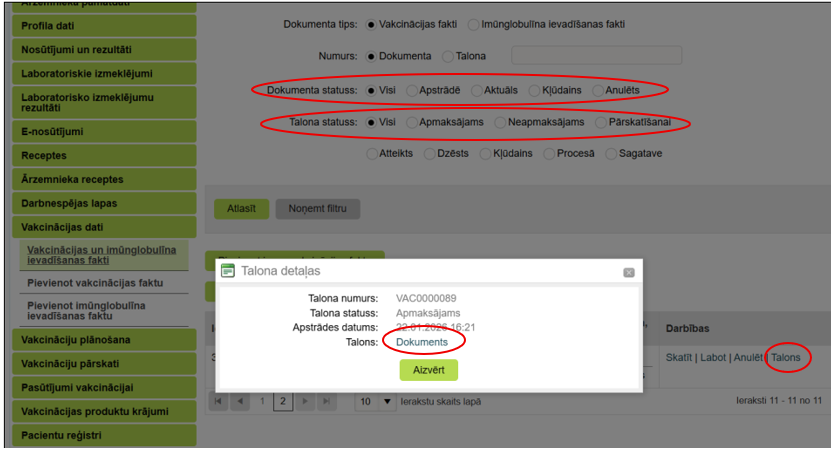 Ārzemnieka pamatdati
Profila dati
Nosūtījumi un rezultāti
Laboratoriskie izmeklējumi
Laboratorisko izmeklējumu
rezultāti
E-nosūtījumi
Receptes
Ārzemnieka receptes
Darbnespējas lapas
Vakcinācijas dati
Vakcinācijas un imūnglobulīna
ievadīšanas fakti
Pievienot vakcinācijas faktu
Pievienot imūnglobulīna
ievadīšanas faktu
Vakcināciju plānošana
Vakcināciju pārskati
Pasūtījumi vakcinācijai
Vakcinācijas produktu krājumi
Pacientu reģistri
Dokumenta tips: Vakcinācijas fakti Imūnglobulīna ievadīšanas fakti
Numurs: Dokumenta Talona
Dokumenta statuss: Visi Apstrādē Aktuāls Kļūdains Anulēts
Talona statuss: Visi Apmaksājams Neapmaksājams Pārskatīšanai
Atteikts Dzēsts Kļūdains Procesā Sagatave
Atlasīt Noņemt filtru
Talona detaļas
Talona numurs: VAC0000089
Talona statuss: Apmaksājams
Apstrādes datums: 22.01.2026 16:21
Talons: Dokuments
Aizvērt
Darbības
Skatīt | Labot | Anulēt | Talons
1 2 10 Ierakstu skaits lapā
Ieraksti 11 - 11 no 11